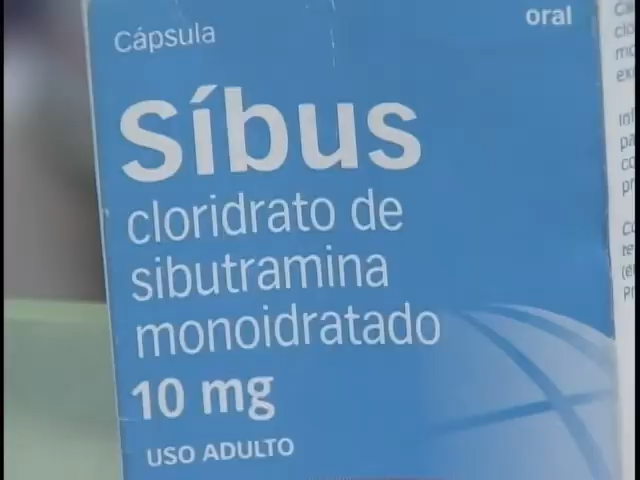 Cápsula
oral
Síbus
cloridrato de
sibutramina
monoidratado
10 mg
USO ADULTO